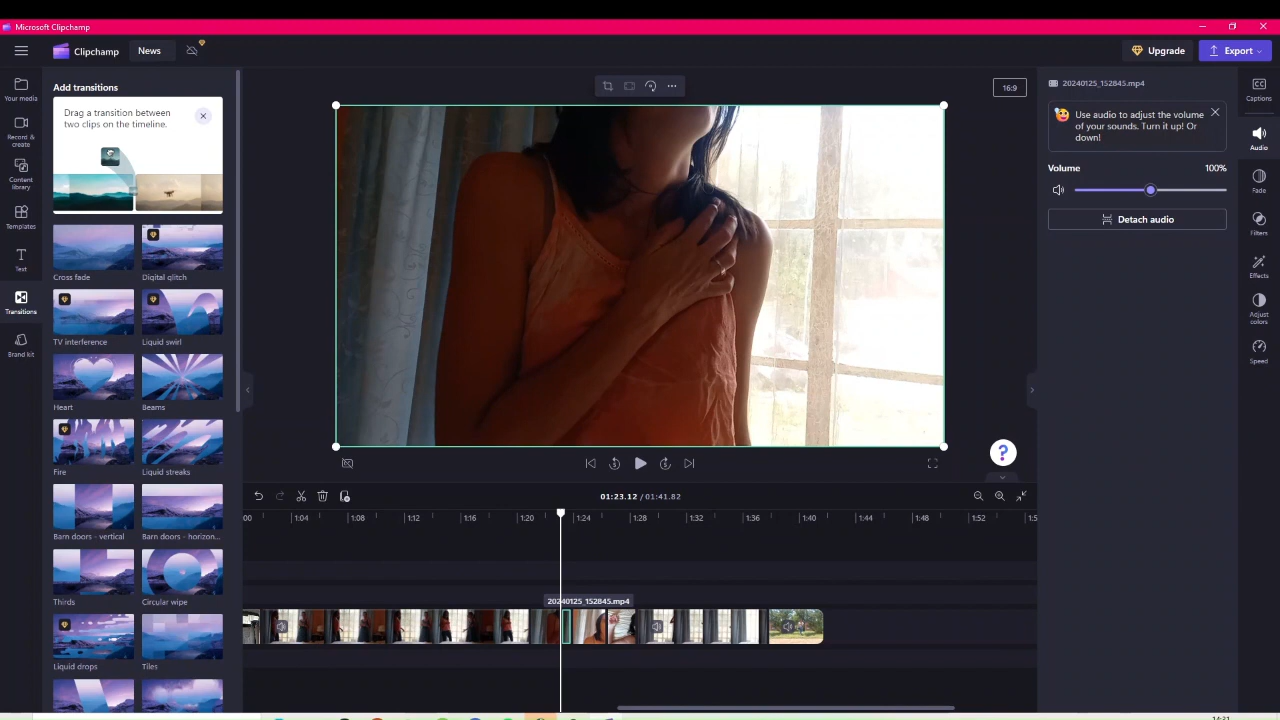 Microsoft Clipchamp
Clipchamp
News
Upgrade
Export
Your media
Record &
create
Content
library
Templates
Text
Transitions
Brand kit
Add transitions
Drag a transition between
two clips on the timeline.
Cross fade
Digital glitch
TV interference
Liquid swirl
Heart
Beams
Fire
Liquid streaks
Barn doors - vertical
Barn doors - horizon...
Thirds
Circular wipe
Liquid drops
Tiles
16:9
5
5
?
01:23.12 / 01:41.82
:00
1:04
1:08
1:12
1:16
1:20
1:24
1:28
1:32
1:36
1:40
1:44
1:48
1:52
1:5
20240125_152845.mp4
20240125_152845.mp4
Use audio to adjust the volume
of your sounds. Turn it up! Or
down!
Volume
100%
Detach audio
Captions
Audio
Fade
Filters
Effects
Adjust
colors
Speed